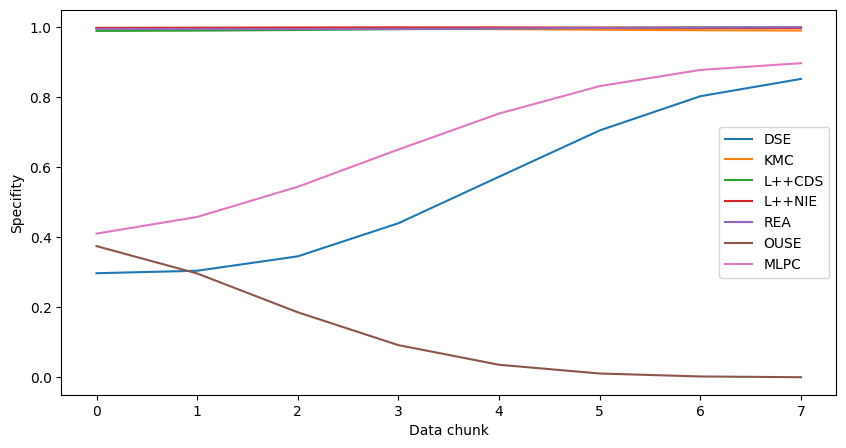 1.0
0.8
0.6
0.4
0.2
0.0
Specifity
0 1 2 3 4 5 6 7
Data chunk
DSE
KMC
L++CDS
L++NIE
REA
OUSE
MLPC